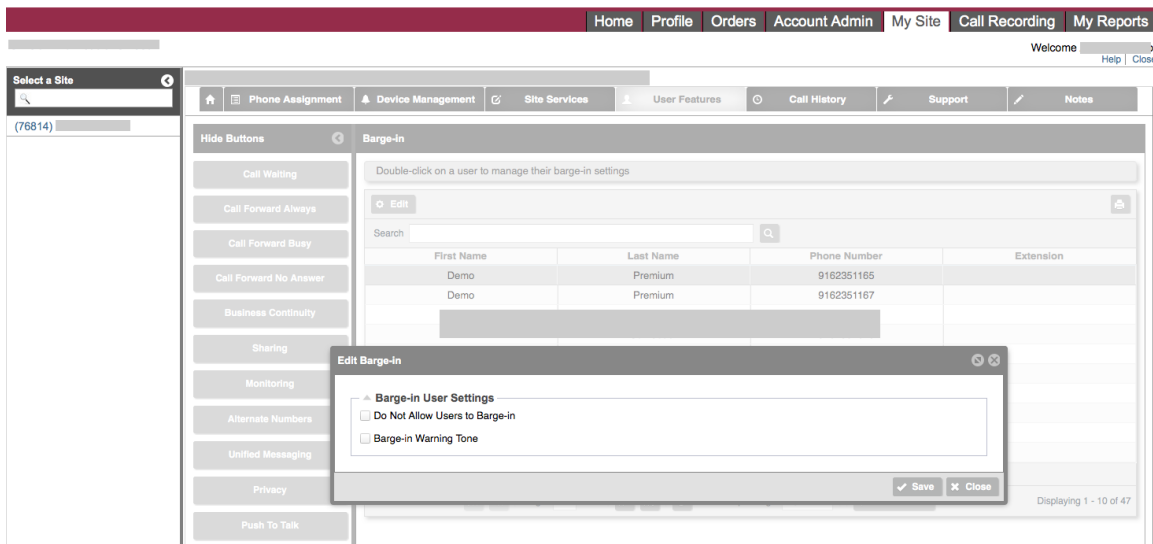 Home Profile Orders Account Admin My Site Call Recording My Reports
Welcome
Help Close
Select a Site
(76814)
Phone Assignment Device Management Site Services User Features Call History Support Notes
Hide Buttons
Barge-in
Call Waiting
Double-click on a user to manage their barge-in settings
Call Forward Always
Edit
Call Forward Busy
Search
First Name Last Name Phone Number Extension
Call Forward No Answer
Demo Premium 9162351165
Demo Premium 9162351167
Business Continuity
Sharing
Monitoring
Alternate Numbers
Unified Messaging
Privacy
Push To Talk
Edit Barge-in
Barge-in User Settings
Do Not Allow Users to Barge-in
Barge-in Warning Tone
Save Close
Displaying 1 - 10 of 47